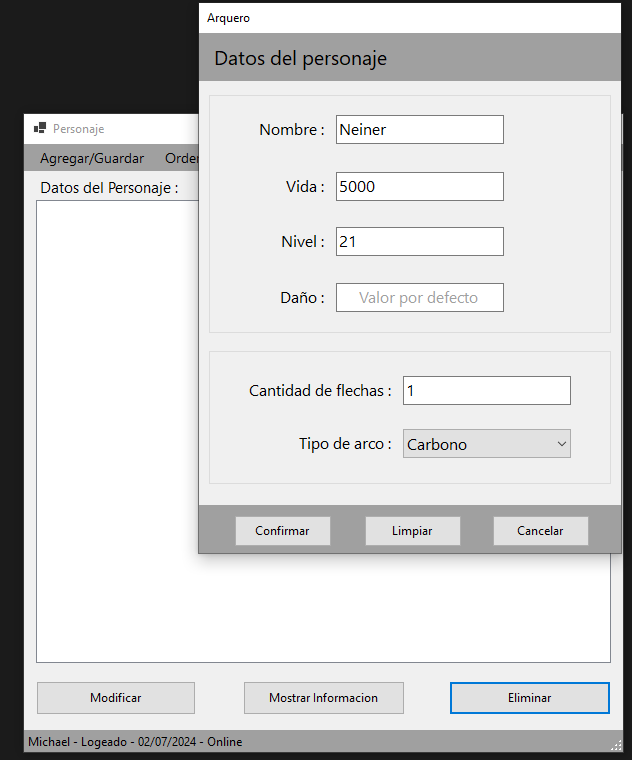 Arquero
Datos del personaje
Nombre : Neiner
Vida : 5000
Nivel : 21
Daño : Valor por defecto
Cantidad de flechas : 1
Tipo de arco : Carbono
Confirmar Limpiar Cancelar
Personaje
Agregar/Guardar
Datos del Personaje :
Modificar Mostrar Informacion Eliminar
Michael - Logeado - 02/07/2024 - Online